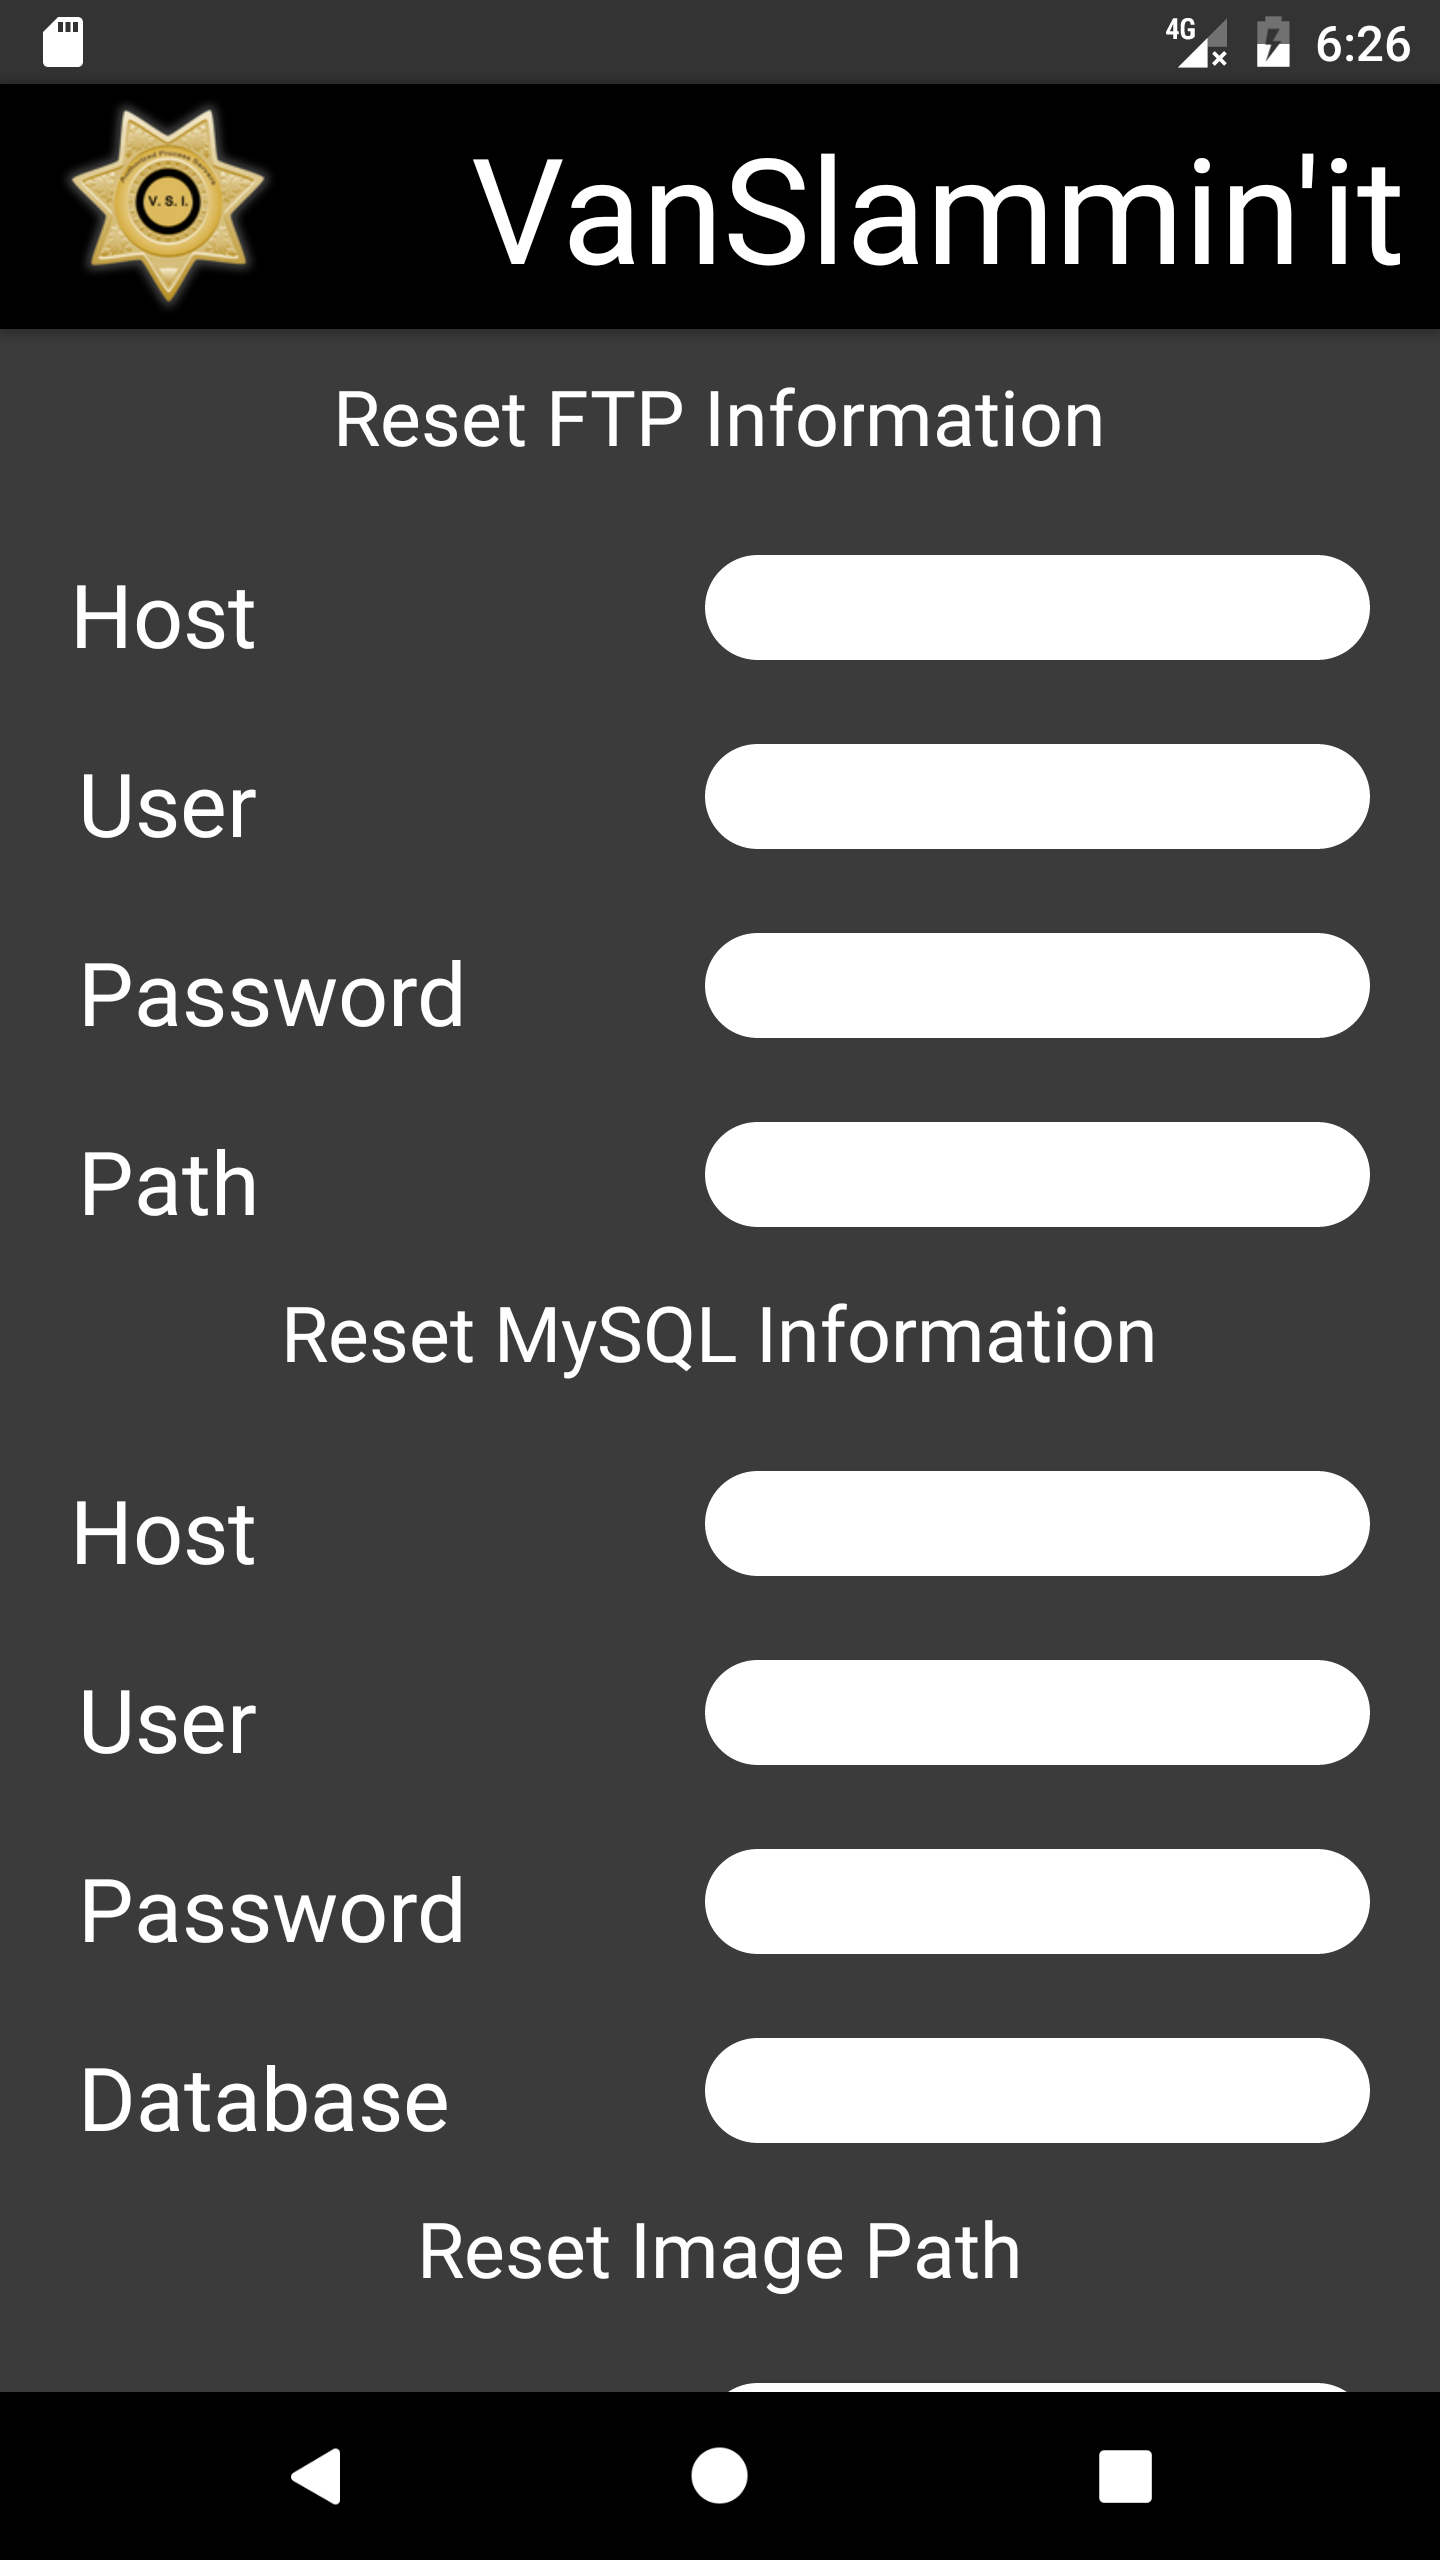 4G
6:26
V. S. I.
VanSlammin'it
Reset FTP Information
Host
User
Password
Path
Reset MySQL Information
Host
User
Password
Database
Reset Image Path